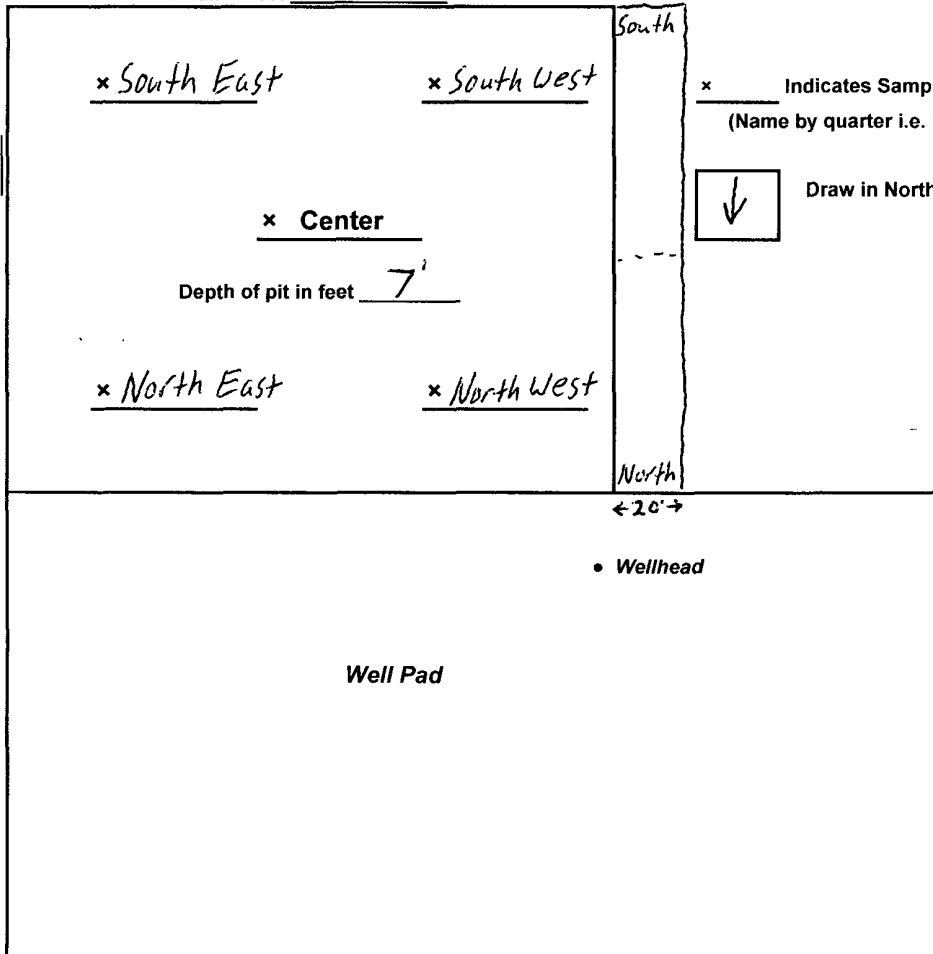 South
× South East × South West
× Indicates Samp
(Name by quarter i.e.
Draw in North
× Center
Depth of pit in feet 7'
× North East × North West
North
←20'→
• Wellhead
Well Pad